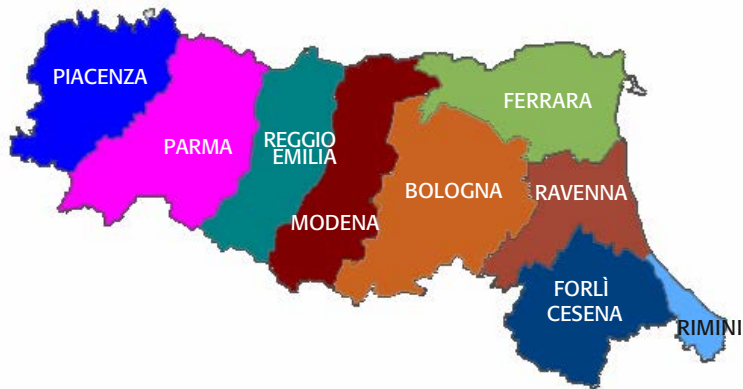 PIACENZA
PARMA
REGGIO
EMILIA
MODENA
BOLOGNA
FERRARA
RAVENNA
FORLÌ
CESENA
RIMINI